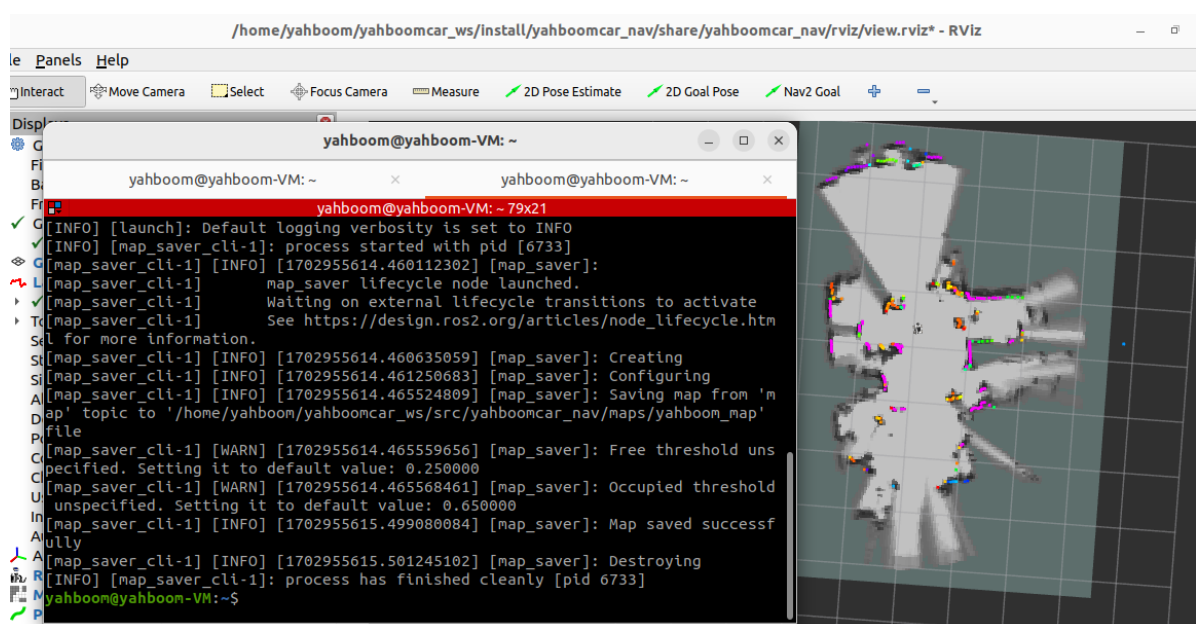 /home/yahboom/yahboomcar_ws/install/yahboomcar_nav/share/yahboomcar_nav/rviz/view.rviz* - RViz
Panels Help
Interact Move Camera Select Focus Camera Measure 2D Pose Estimate 2D Goal Pose Nav2 Goal
yahboom@yahboom-VM: ~
yahboom@yahboom-VM: ~ yahboom@yahboom-VM: ~
yahboom@yahboom-VM: ~ 79x21
[INFO] [launch]: Default logging verbosity is set to INFO
[INFO] [map_saver_cli-1]: process started with pid [6733]
[map_saver_cli-1] [INFO] [1702955614.460112302] [map_saver]:
[map_saver_cli-1] map_saver lifecycle node launched.
[map_saver_cli-1] Waiting on external lifecycle transitions to activate
[map_saver_cli-1] See https://design.ros2.org/articles/node_lifecycle.htm
l for more information.
[map_saver_cli-1] [INFO] [1702955614.460635059] [map_saver]: Creating
[map_saver_cli-1] [INFO] [1702955614.461250683] [map_saver]: Configuring
[map_saver_cli-1] [INFO] [1702955614.465524809] [map_saver]: Saving map from 'm
ap' topic to '/home/yahboom/yahboomcar_ws/src/yahboomcar_nav/maps/yahboom_map'
file
[map_saver_cli-1] [WARN] [1702955614.465559656] [map_saver]: Free threshold uns
pecified. Setting it to default value: 0.250000
[map_saver_cli-1] [WARN] [1702955614.465568461] [map_saver]: Occupied threshold
unspecified. Setting it to default value: 0.650000
[map_saver_cli-1] [INFO] [1702955615.499080084] [map_saver]: Map saved successf
ully
[map_saver_cli-1] [INFO] [1702955615.501245102] [map_saver]: Destroying
[INFO] [map_saver_cli-1]: process has finished cleanly [pid 6733]
yahboom@yahboom-VM:~$